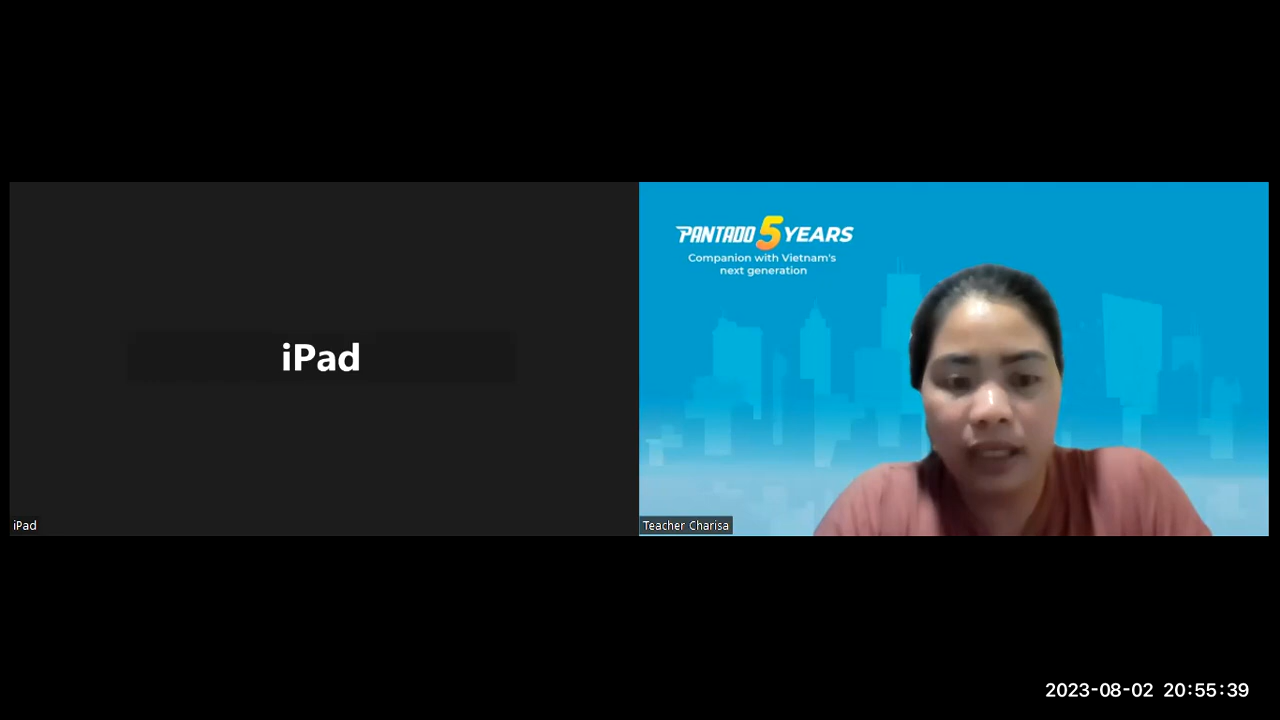 iPad
iPad
PANTADO 5 YEARS
Companion with Vietnam's
next generation
Teacher Charisa
2023-08-02 20:55:39